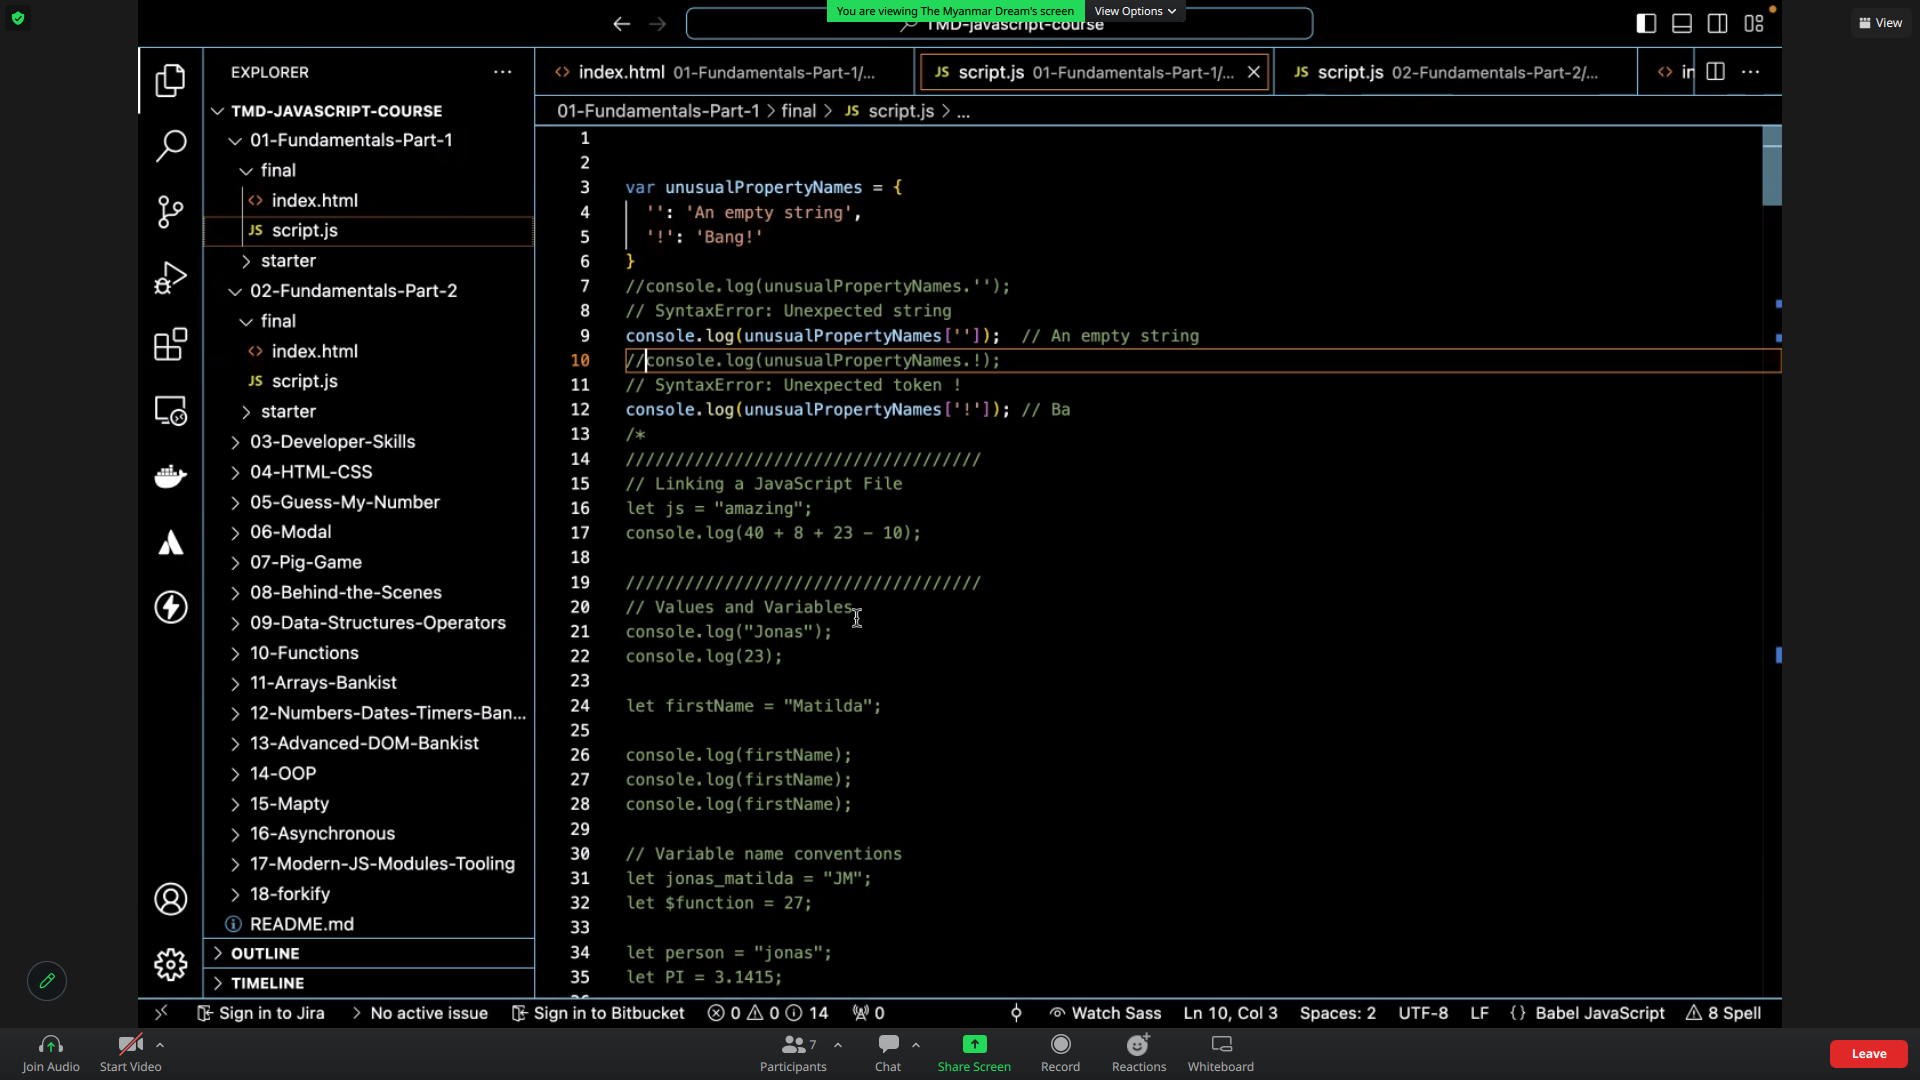 You are viewing The Myanmar Dream's screen
View Options
View
TMD-javascript-course
EXPLORER
index.html 01-Fundamentals-Part-1/...
JS script.js 01-Fundamentals-Part-1/...
JS script.js 02-Fundamentals-Part-2/...
in
01-Fundamentals-Part-1 > final > JS script.js > ...
TMD-JAVASCRIPT-COURSE
01-Fundamentals-Part-1
final
index.html
JS script.js
starter
02-Fundamentals-Part-2
final
index.html
JS script.js
starter
03-Developer-Skills
04-HTML-CSS
05-Guess-My-Number
06-Modal
07-Pig-Game
08-Behind-the-Scenes
09-Data-Structures-Operators
10-Functions
11-Arrays-Bankist
12-Numbers-Dates-Timers-Ban...
13-Advanced-DOM-Bankist
14-OOP
15-Mapty
16-Asynchronous
17-Modern-JS-Modules-Tooling
18-forkify
README.md
OUTLINE
TIMELINE
1
2
3 var unusualPropertyNames = {
4 '': 'An empty string',
5 '!': 'Bang!'
6 }
7 //console.log(unusualPropertyNames.'');
8 // SyntaxError: Unexpected string
9 console.log(unusualPropertyNames['']);  // An empty string
10 //console.log(unusualPropertyNames.!);
11 // SyntaxError: Unexpected token !
12 console.log(unusualPropertyNames['!']); // Ba
13 /*
14 ////////////////////////////////////
15 // Linking a JavaScript File
16 let js = "amazing";
17 console.log(40 + 8 + 23 - 10);
18
19 ////////////////////////////////////
20 // Values and Variables
21 console.log("Jonas");
22 console.log(23);
23
24 let firstName = "Matilda";
25
26 console.log(firstName);
27 console.log(firstName);
28 console.log(firstName);
29
30 // Variable name conventions
31 let jonas_matilda = "JM";
32 let $function = 27;
33
34 let person = "jonas";
35 let PI = 3.1415;
Sign in to Jira
No active issue
Sign in to Bitbucket
0 0 14
0
Watch Sass
Ln 10, Col 3
Spaces: 2
UTF-8
LF
{} Babel JavaScript
8 Spell
Join Audio
Start Video
Participants 7
Chat
Share Screen
Record
Reactions
Whiteboard
Leave